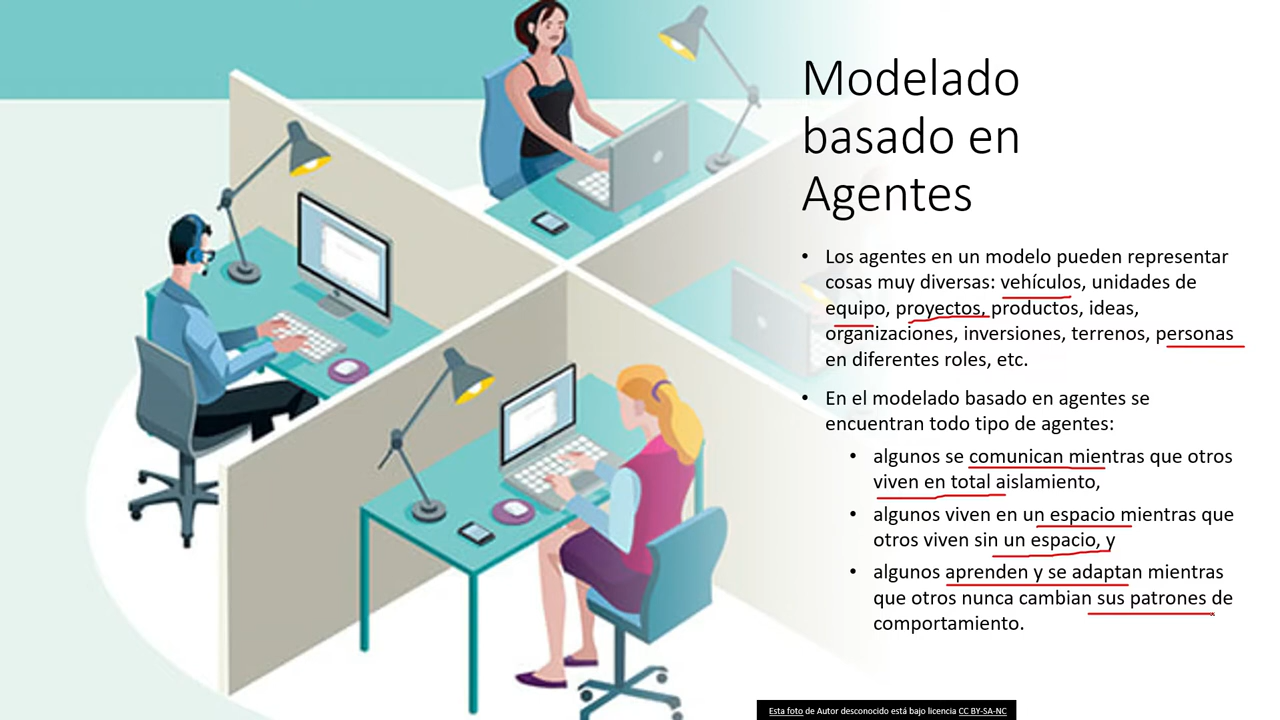 Modelado
basado en
Agentes
• Los agentes en un modelo pueden representar
cosas muy diversas: vehículos, unidades de
equipo, proyectos, productos, ideas,
organizaciones, inversiones, terrenos, personas
en diferentes roles, etc.
• En el modelado basado en agentes se
encuentran todo tipo de agentes:
• algunos se comunican mientras que otros
viven en total aislamiento,
• algunos viven en un espacio mientras que
otros viven sin un espacio, y
• algunos aprenden y se adaptan mientras
que otros nunca cambian sus patrones de
comportamiento.
Esta foto de Autor desconocido está bajo licencia CC BY-SA-NC